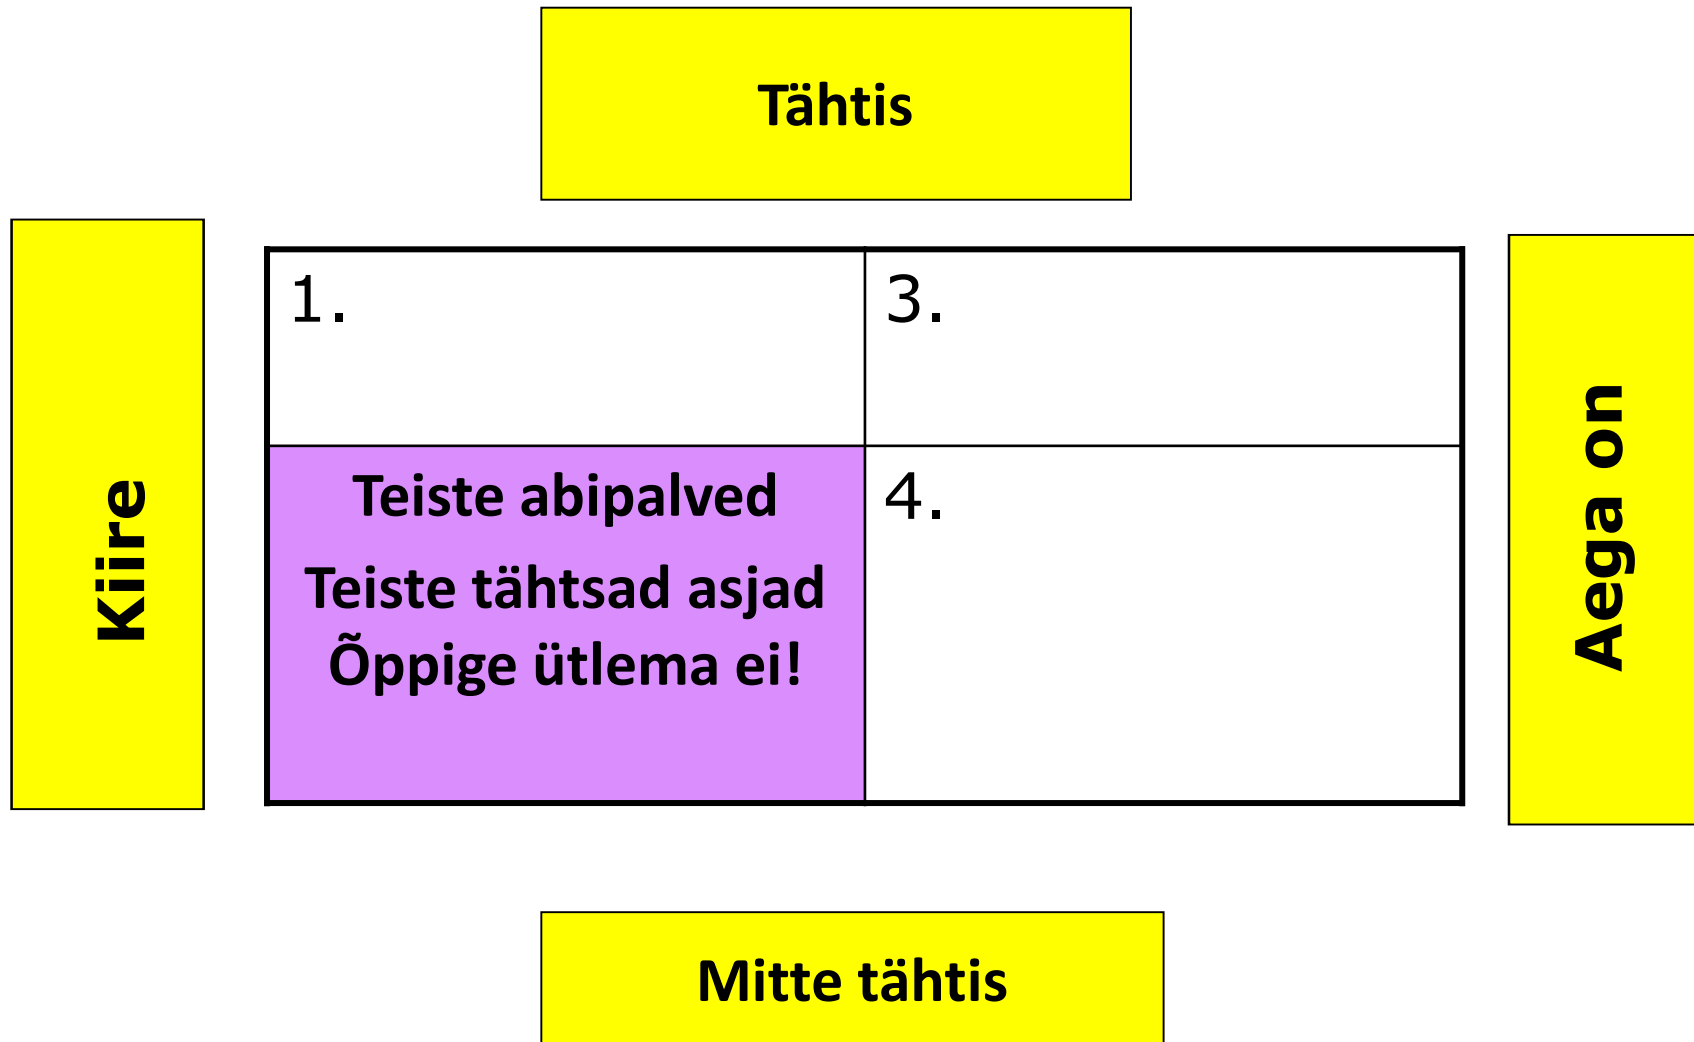 Tähtis
Kiire
1.
3.
Teiste abipalved
Teiste tähtsad asjad
Õppige ütlema ei!
4.
Aega on
Mitte tähtis